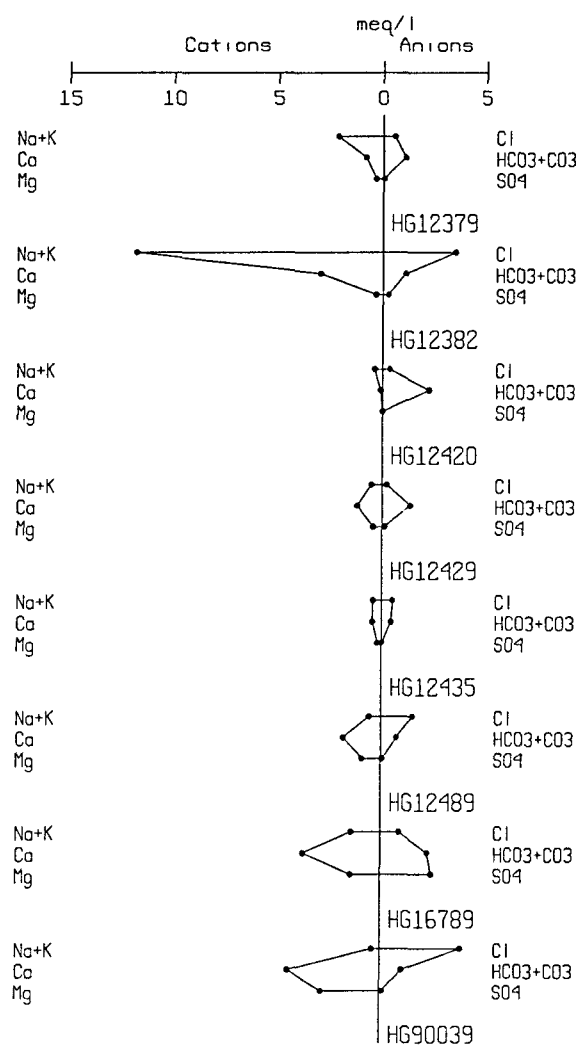 meq/l
Cations Anions
15 10 5 0 5
Na+K Cl
Ca HCO3+CO3
Mg SO4
HG12379
Na+K Cl
Ca HCO3+CO3
Mg SO4
HG12382
Na+K Cl
Ca HCO3+CO3
Mg SO4
HG12420
Na+K Cl
Ca HCO3+CO3
Mg SO4
HG12429
Na+K Cl
Ca HCO3+CO3
Mg SO4
HG12435
Na+K Cl
Ca HCO3+CO3
Mg SO4
HG12489
Na+K Cl
Ca HCO3+CO3
Mg SO4
HG16789
Na+K Cl
Ca HCO3+CO3
Mg SO4
HG90039